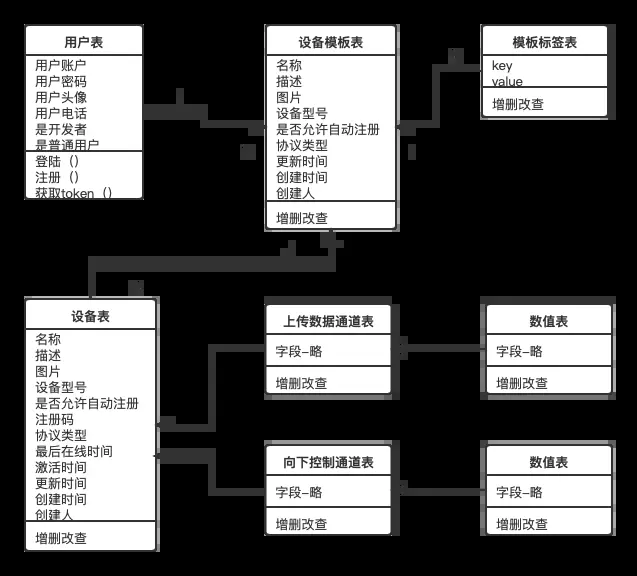 用户表
用户账户
用户密码
用户头像
用户电话
是开发者
是普通用户
登陆（）
注册（）
获取token（）
设备模板表
名称
描述
图片
设备型号
是否允许自动注册
协议类型
更新时间
创建时间
创建人
增删改查
模板标签表
key
value
增删改查
设备表
名称
描述
图片
设备型号
是否允许自动注册
注册码
协议类型
最后在线时间
激活时间
更新时间
创建时间
创建人
增删改查
上传数据通道表
字段-略
增删改查
数值表
字段-略
增删改查
向下控制通道表
字段-略
增删改查
数值表
字段-略
增删改查